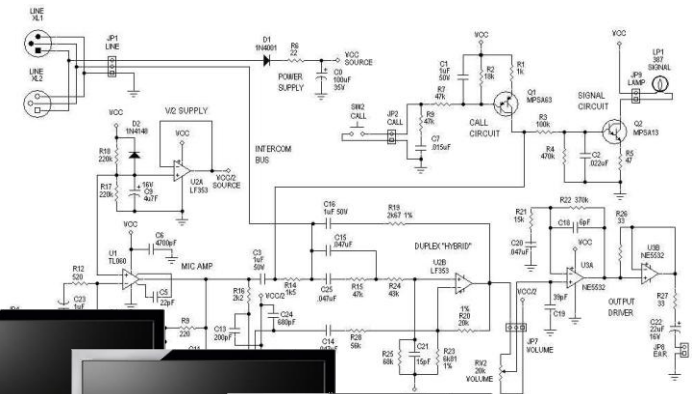 LINE
XL1
JP1
LINE
LINE
XL2
D1
1N4001
R6
22
VCC
SOURCE
POWER
SUPPLY
C0
100uF
35V
C1
1uF
50V
R2
10k
R1
1k
Q1
MPSA63
R7
47k
SW2
CALL
JP2
CALL
R9
47k
C7
.015uF
CALL
CIRCUIT
VCC
LP1
387
SIGNAL
JP9
LAMP
SIGNAL
CIRCUIT
R3
100k
Q2
MPSA13
R4
470k
C2
.022uF
R5
47
VCC
V/2 SUPPLY
D2
1N4148
VCC
R18
220k
R17
220k
16V
C9
4u7F
U2A
LF353
VCC/2
SOURCE
INTERCOM
BUS
C6
4700pF
U1
TL060
MIC AMP
R12
520
C23
1uF
C5
22pF
R9
220
C3
1uF
50V
R16
2k2
R14
1k5
VCC/2
C24
680pF
C13
200pF
C16
1uF 50V
R19
2k67 1%
C15
.047uF
DUPLEX "HYBRID"
C25
.047uF
R15
47k
R24
43k
U2B
LF353
1%
R20
20k
C14
R28
56k
R25
68k
C21
15pF
R23
6k81
1%
RV2
20k
VOLUME
JP7
VOLUME
VCC/2
R21
15k
R22 370k
C18
6pF
C20
.047uF
VCC
U3A
NE5532
39pF
C19
R26
33
U3B
NE5532
OUTPUT
DRIVER
R27
33
C22
22uF
16V
JP8
EAR